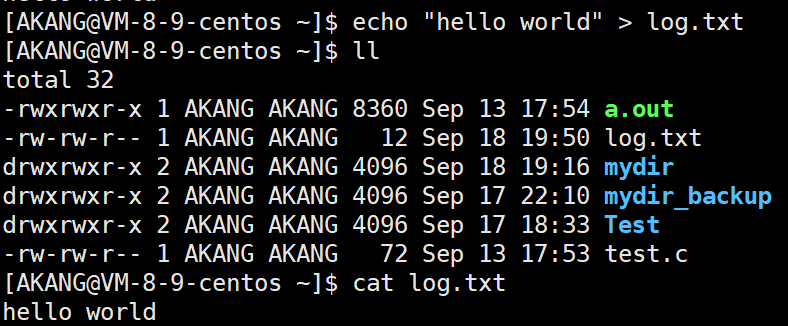 hello world
[AKANG@VM-8-9-centos ~]$ echo "hello world" > log.txt
[AKANG@VM-8-9-centos ~]$ ll
total 32
-rwxrwxr-x 1 AKANG AKANG 8360 Sep 13 17:54 a.out
-rw-rw-r-- 1 AKANG AKANG   12 Sep 18 19:50 log.txt
drwxrwxr-x 2 AKANG AKANG 4096 Sep 18 19:16 mydir
drwxrwxr-x 2 AKANG AKANG 4096 Sep 17 22:10 mydir_backup
drwxrwxr-x 2 AKANG AKANG 4096 Sep 17 18:33 Test
-rw-rw-r-- 1 AKANG AKANG   72 Sep 13 17:53 test.c
[AKANG@VM-8-9-centos ~]$ cat log.txt
hello world